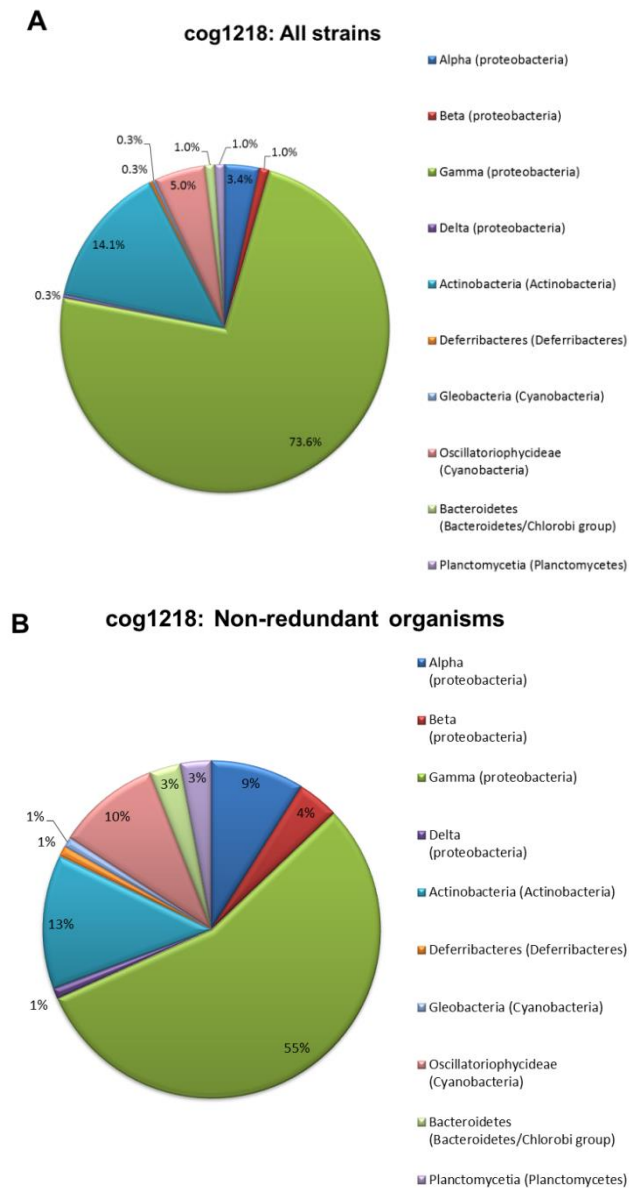 A
cog1218: All strains
Alpha (proteobacteria)
Beta (proteobacteria)
Gamma (proteobacteria)
Delta (proteobacteria)
Actinobacteria (Actinobacteria)
Deferribacteres (Deferribacteres)
Gleobacteria (Cyanobacteria)
Oscillatoriophycideae
(Cyanobacteria)
Bacteroidetes
(Bacteroidetes/Chlorobi group)
Planctomycetia (Planctomycetes)
0.3%
0.3%
5.0%
1.0%
1.0%
3.4%
1.0%
14.1%
0.3%
73.6%
B
cog1218: Non-redundant organisms
Alpha
(proteobacteria)
Beta
(proteobacteria)
Gamma (proteobacteria)
Delta
(proteobacteria)
Actinobacteria (Actinobacteria)
Deferribacteres (Deferribacteres)
Gleobacteria (Cyanobacteria)
Oscillatoriophycideae
(Cyanobacteria)
Bacteroidetes
(Bacteroidetes/Chlorobi group)
Planctomycetia (Planctomycetes)
1%
1%
10%
3%
3%
9%
4%
13%
1%
55%